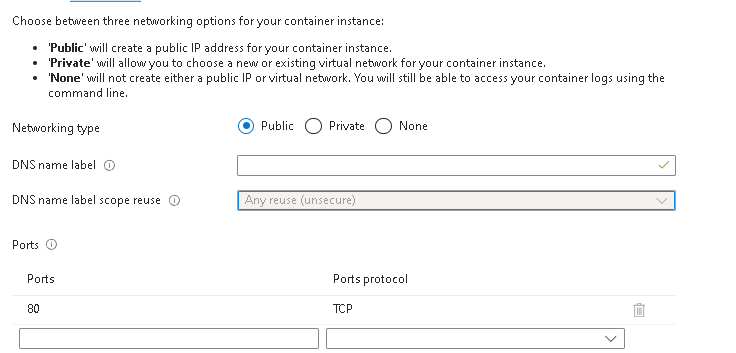 Choose between three networking options for your container instance:
• 'Public' will create a public IP address for your container instance.
• 'Private' will allow you to choose a new or existing virtual network for your container instance.
• 'None' will not create either a public IP or virtual network. You will still be able to access your container logs using the
command line.
Networking type Public Private None
DNS name label
DNS name label scope reuse Any reuse (unsecure)
Ports
Ports Ports protocol
80 TCP